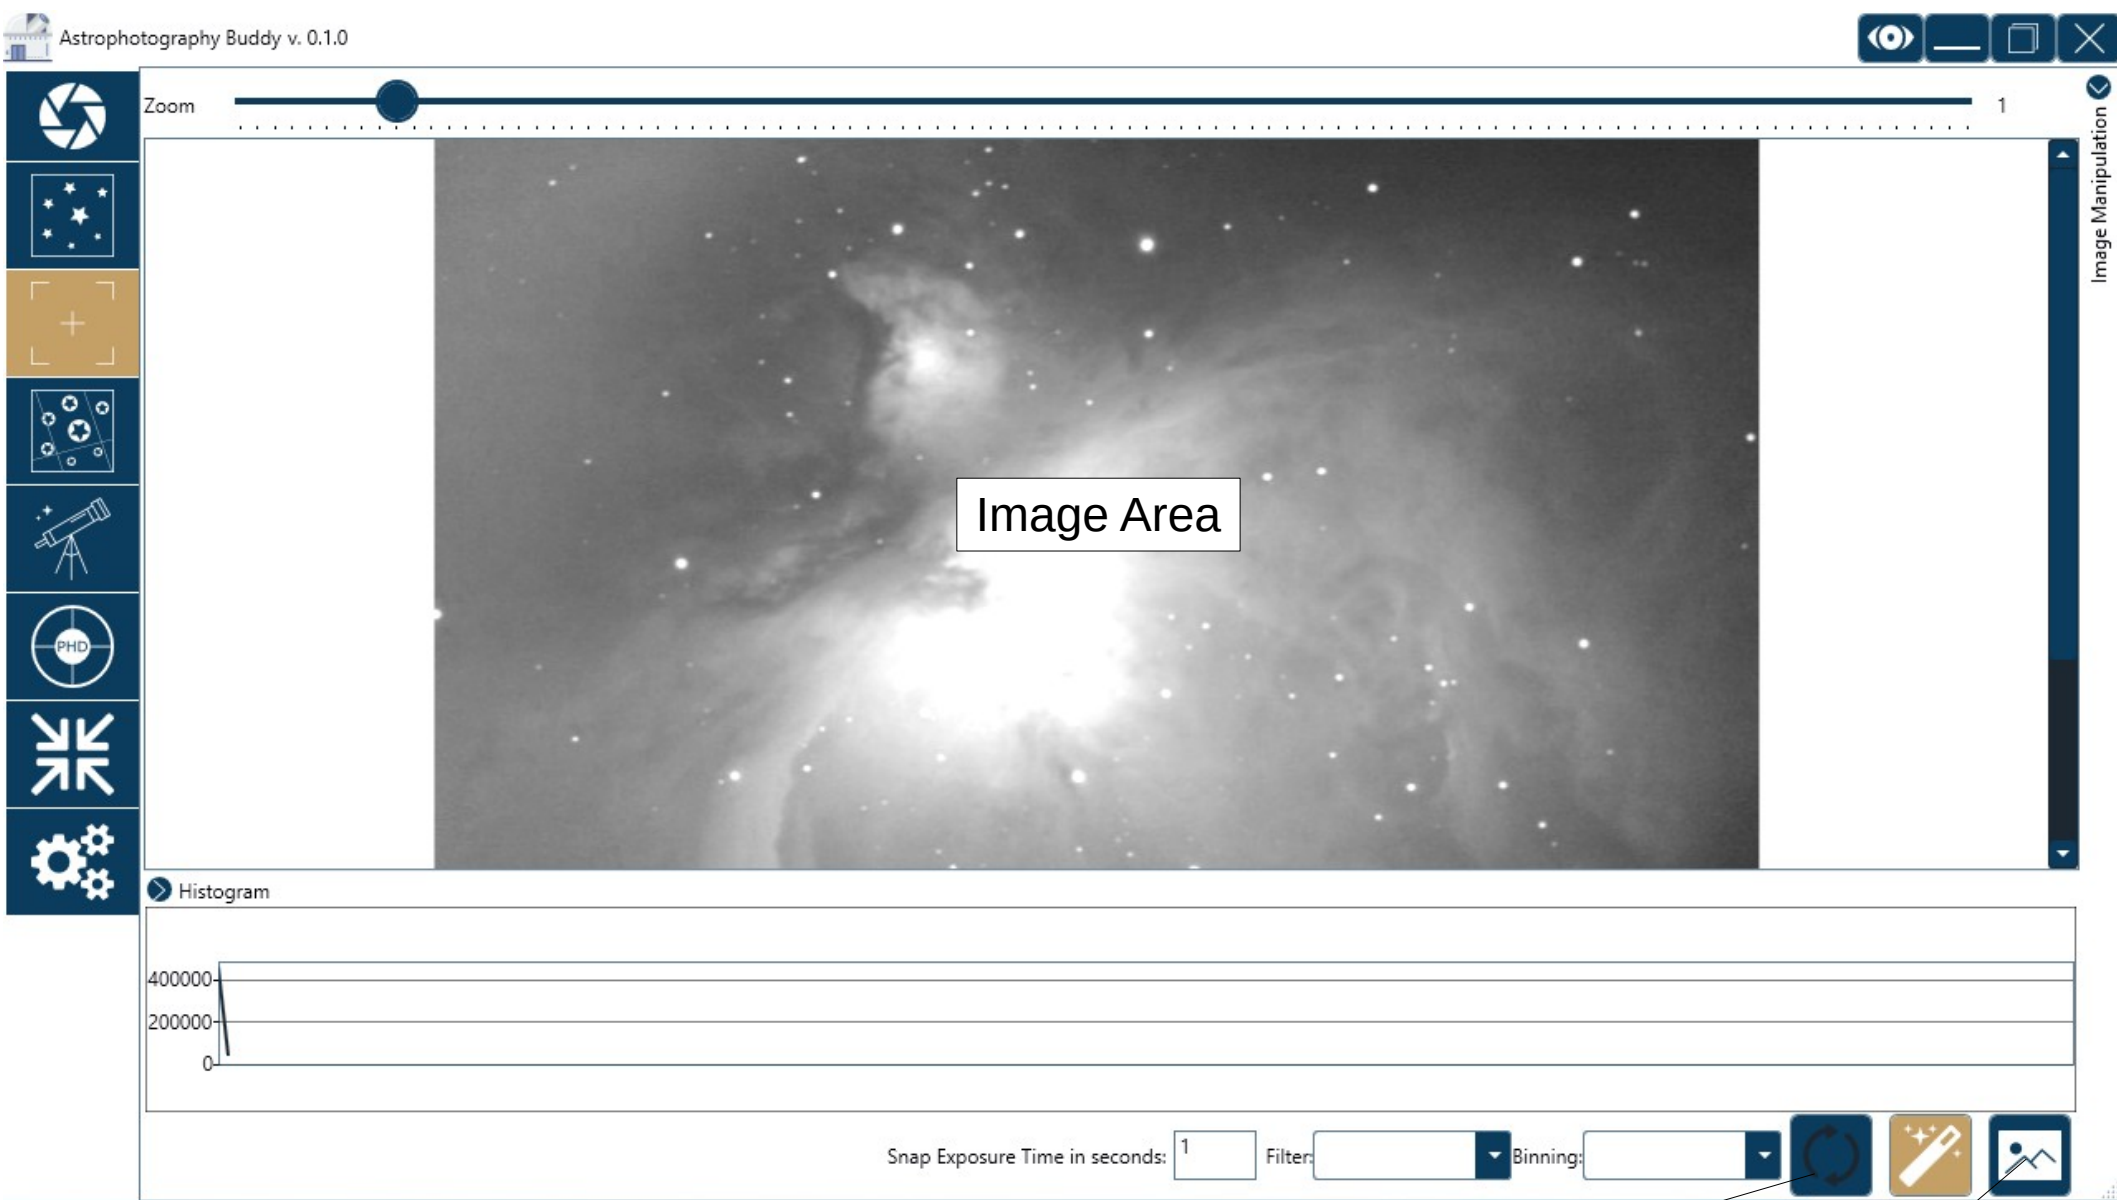 Astrophotography Buddy v. 0.1.0
Zoom
1
Image Manipulation
Image Area
PHD
Histogram
400000
200000
0
Snap Exposure Time in seconds: 1 Filter: Binning: